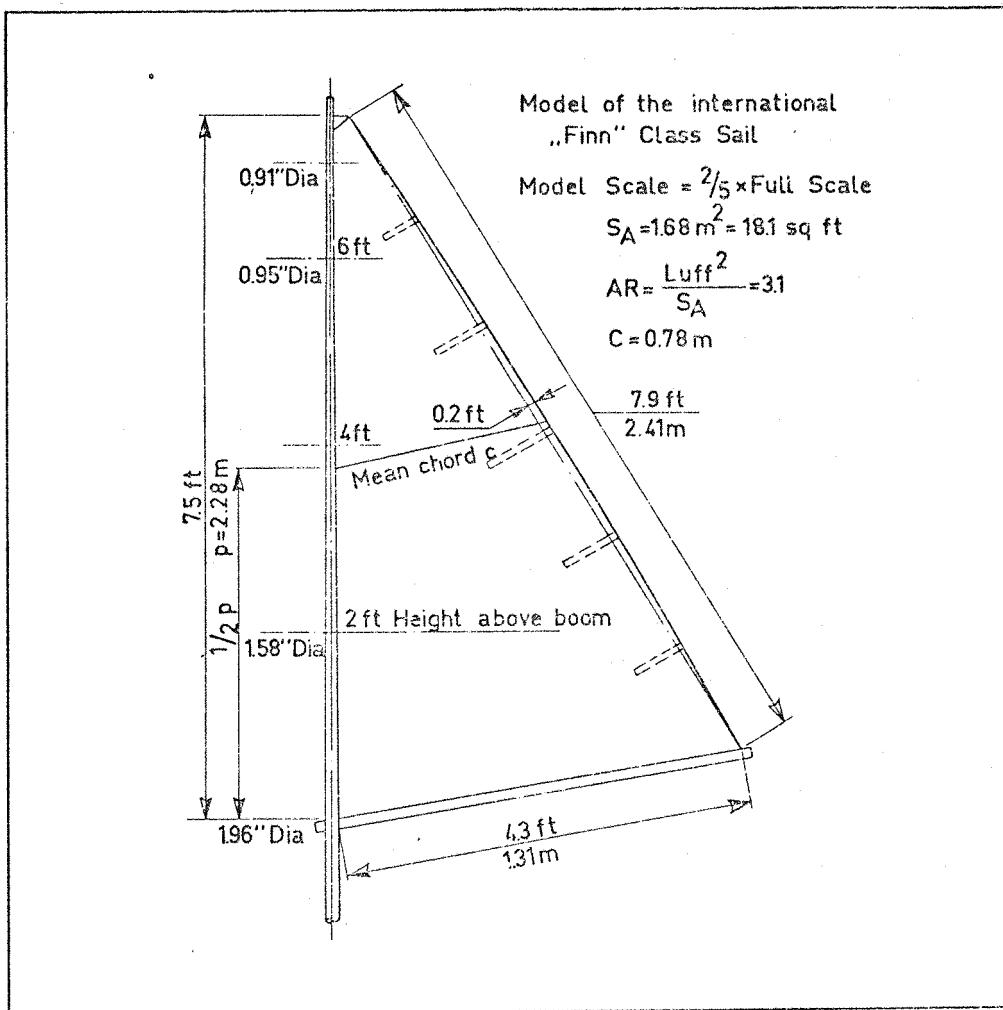 Model of the international
„Finn" Class Sail
Model Scale = 2/5 × Full Scale
SA = 1.68 m² = 18.1 sq ft
AR = Luff²/SA = 3.1
C = 0.78 m
0.91" Dia
6 ft
0.95" Dia
0.2 ft
7.9 ft
2.41 m
4 ft
Mean chord c
7.5 ft
p = 2.28 m
1/2 p
2 ft Height above boom
1.58" Dia
1.96" Dia
4.3 ft
1.31 m